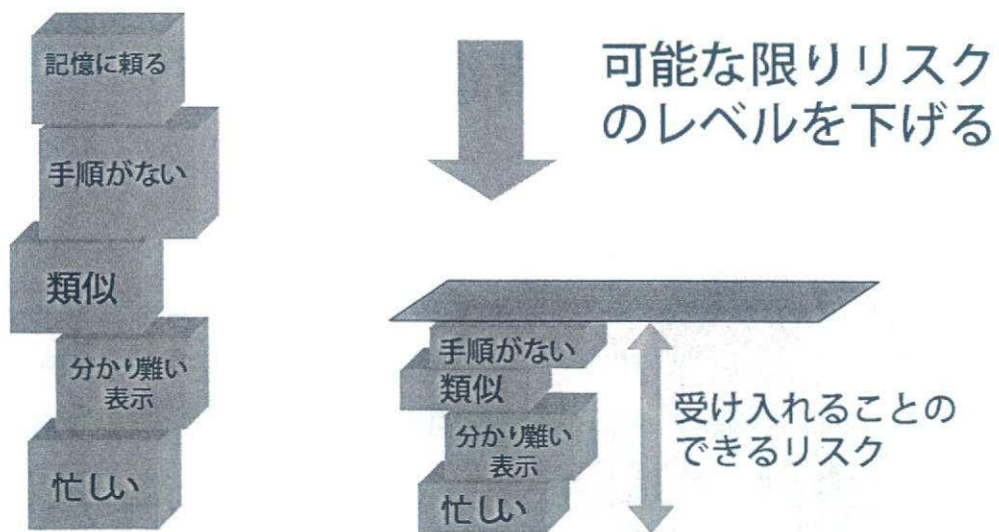 記憶に頼る
手順がない
類似
分かり難い
表示
忙しい
可能な限りリスク
のレベルを下げる
手順がない
類似
分かり難い
表示
忙しい
受け入れることの
できるリスク